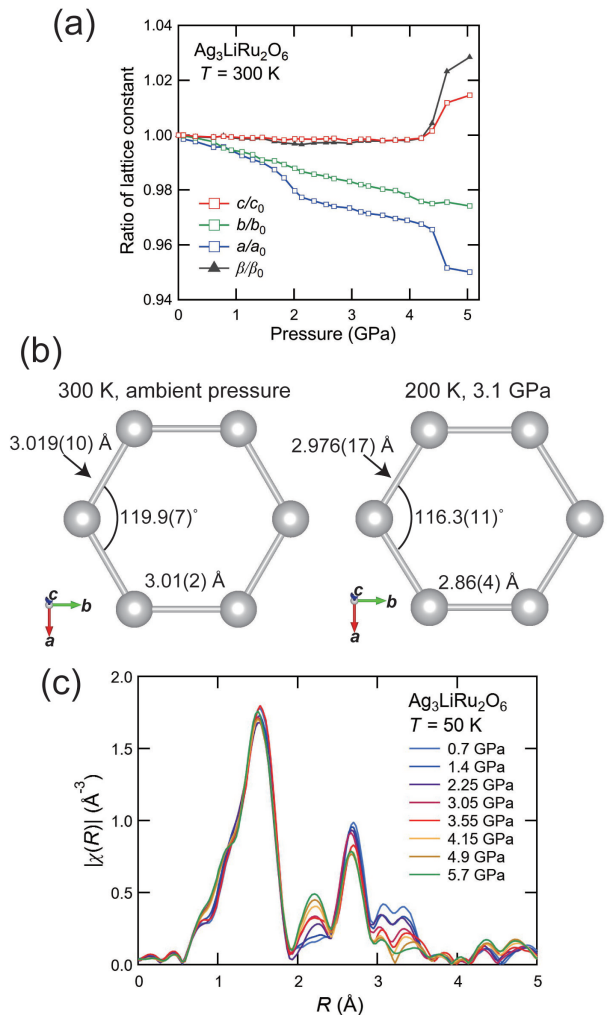 (a)
1.04
1.02
1.00
0.98
0.96
0.94
Ratio of lattice constant
Ag₃LiRu₂O₆
T = 300 K
c/c₀
b/b₀
a/a₀
β/β₀
0 1 2 3 4 5
Pressure (GPa)
(b)
300 K, ambient pressure
3.019(10) Å
119.9(7)°
3.01(2) Å
c
b
a
200 K, 3.1 GPa
2.976(17) Å
116.3(11)°
2.86(4) Å
c
b
a
(c)
2.0
1.5
1.0
0.5
0.0
|χ(R)| (Å⁻³)
Ag₃LiRu₂O₆
T = 50 K
0.7 GPa
1.4 GPa
2.25 GPa
3.05 GPa
3.55 GPa
4.15 GPa
4.9 GPa
5.7 GPa
0 1 2 3 4 5
R (Å)